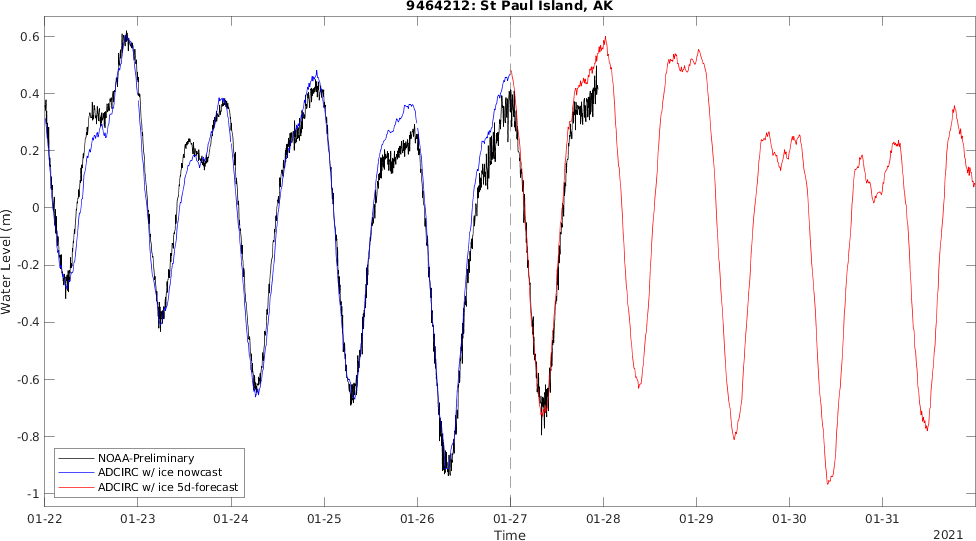 9464212: St Paul Island, AK
0.6
0.4
0.2
0
-0.2
-0.4
-0.6
-0.8
-1
Water Level (m)
NOAA-Preliminary
ADCIRC w/ ice nowcast
ADCIRC w/ ice 5d-forecast
01-22 01-23 01-24 01-25 01-26 01-27 01-28 01-29 01-30 01-31
Time
2021